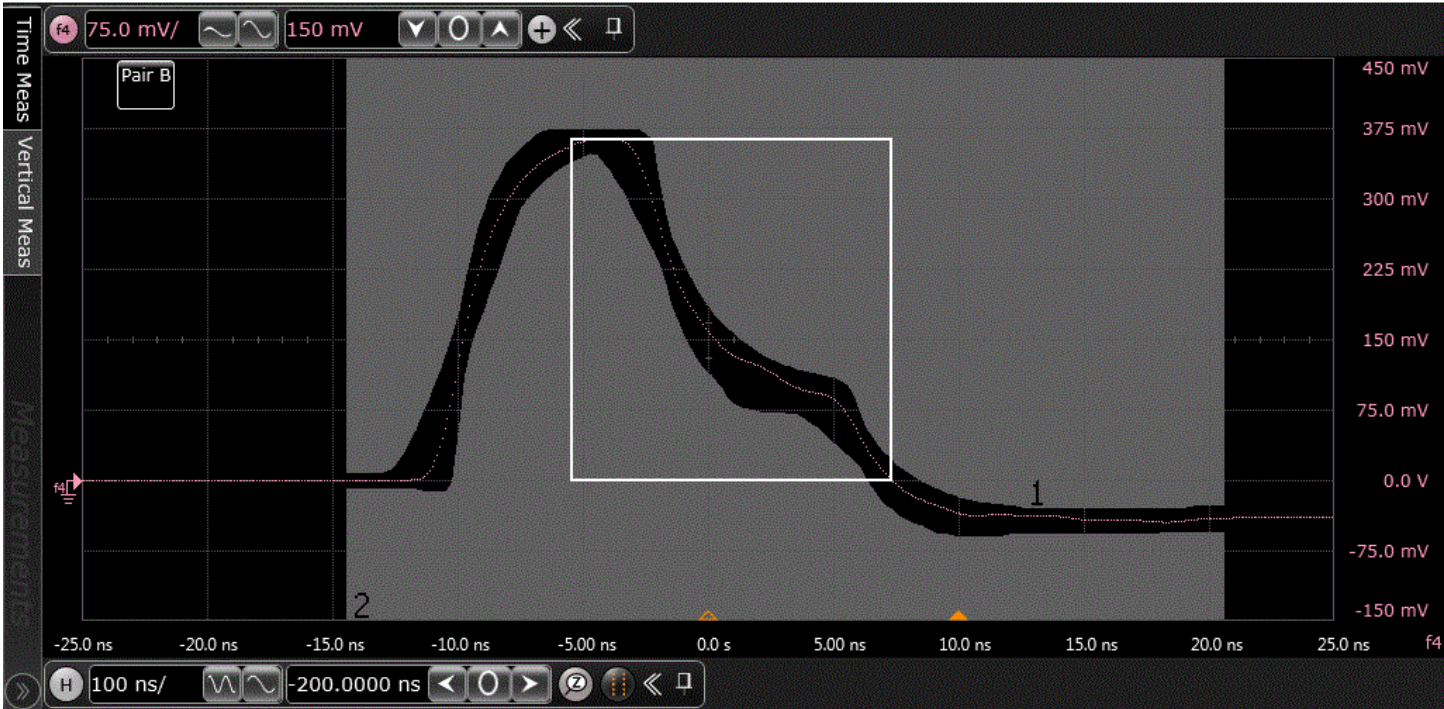 Time Meas
Vertical Meas
Measurements
f4 75.0 mV/ 150 mV
Pair B
450 mV
375 mV
300 mV
225 mV
150 mV
75.0 mV
0.0 V
-75.0 mV
-150 mV
f4
1
2
-25.0 ns -20.0 ns -15.0 ns -10.0 ns -5.00 ns 0.0 s 5.00 ns 10.0 ns 15.0 ns 20.0 ns 25.0 ns f4
H 100 ns/ -200.0000 ns Z